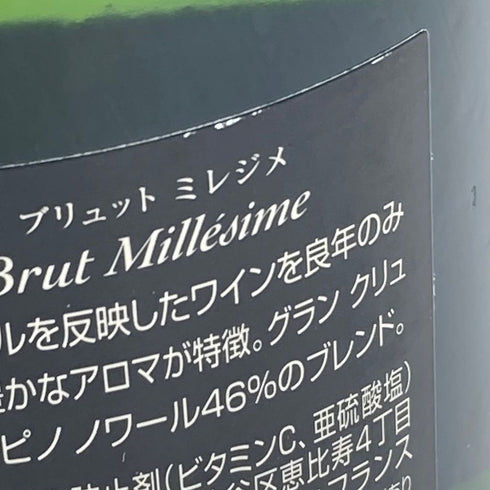 ブリュット ミレジメ
Brut Millésime
ルを反映したワインを良年のみ
豊かなアロマが特徴。グラン クリュ
ピノ ノワール46%のブレンド。
防止剤(ビタミンC、亜硫酸塩)
区恵比寿4丁目
フランス